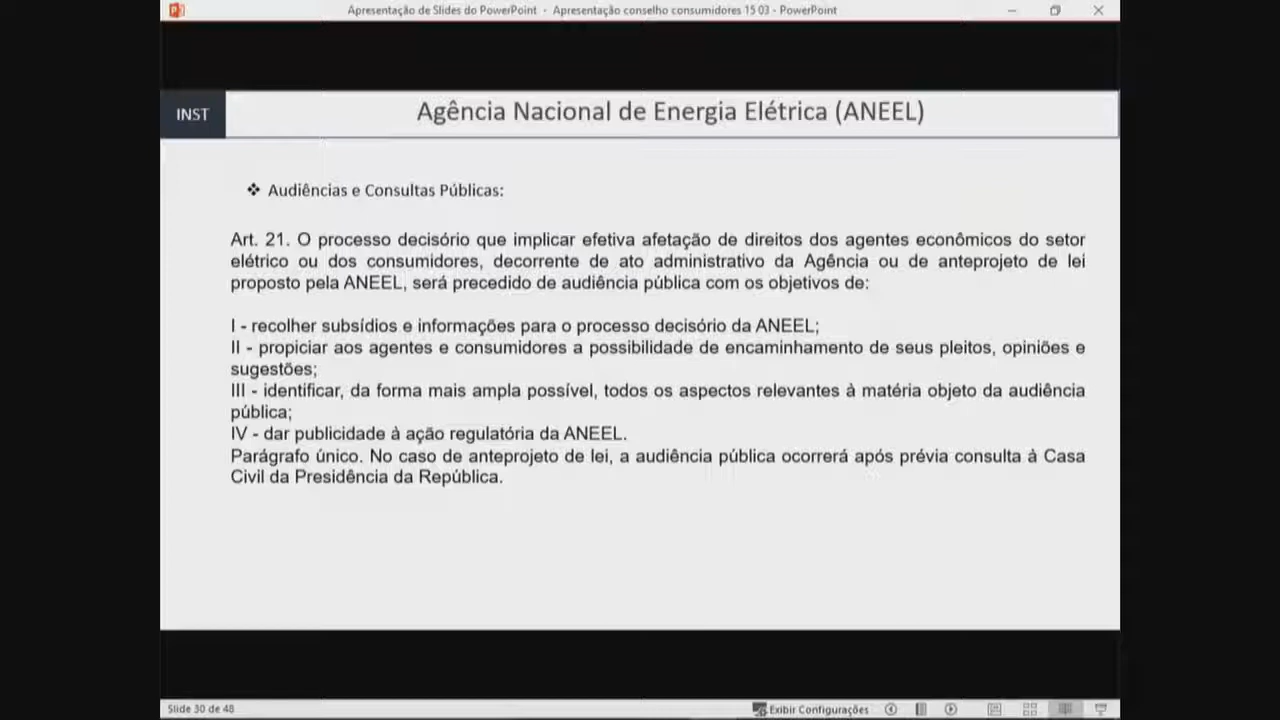 Apresentação de Slides do PowerPoint - Apresentação conselho consumidores 15 03 - PowerPoint
INST
Agência Nacional de Energia Elétrica (ANEEL)
❖ Audiências e Consultas Públicas:
Art. 21. O processo decisório que implicar efetiva afetação de direitos dos agentes econômicos do setor
elétrico ou dos consumidores, decorrente de ato administrativo da Agência ou de anteprojeto de lei
proposto pela ANEEL, será precedido de audiência pública com os objetivos de:
I - recolher subsídios e informações para o processo decisório da ANEEL;
II - propiciar aos agentes e consumidores a possibilidade de encaminhamento de seus pleitos, opiniões e
sugestões;
III - identificar, da forma mais ampla possível, todos os aspectos relevantes à matéria objeto da audiência
pública;
IV - dar publicidade à ação regulatória da ANEEL.
Parágrafo único. No caso de anteprojeto de lei, a audiência pública ocorrerá após prévia consulta à Casa
Civil da Presidência da República.
Slide 30 de 48
Exibir Configurações